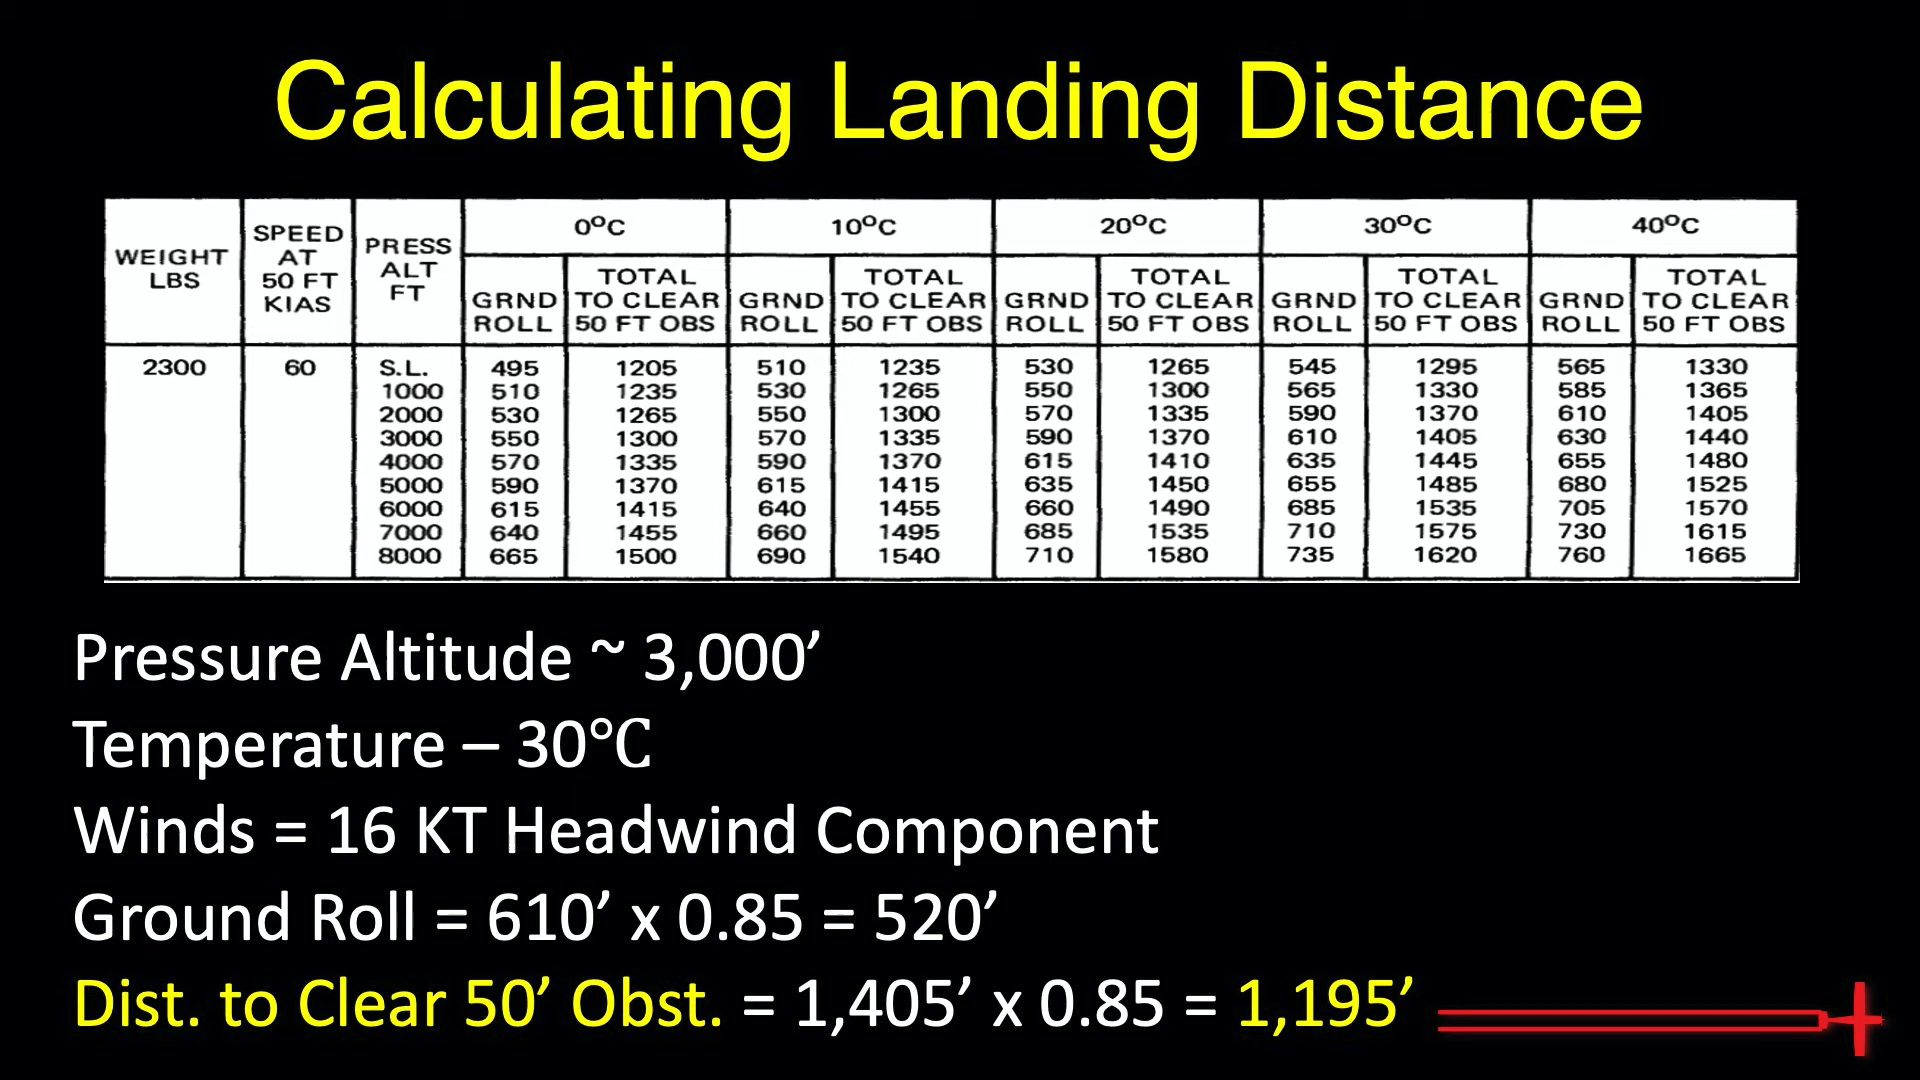 Calculating Landing Distance
WEIGHT LBS SPEED AT 50 FT KIAS PRESS ALT FT 0°C 10°C 20°C 30°C 40°C
GRND ROLL TOTAL TO CLEAR 50 FT OBS GRND ROLL TOTAL TO CLEAR 50 FT OBS GRND ROLL TOTAL TO CLEAR 50 FT OBS GRND ROLL TOTAL TO CLEAR 50 FT OBS GRND ROLL TOTAL TO CLEAR 50 FT OBS
2300 60 S.L. 495 1205 510 1235 530 1265 545 1295 565 1330
1000 510 1235 530 1265 550 1300 565 1330 585 1365
2000 530 1265 550 1300 570 1335 590 1370 610 1405
3000 550 1300 570 1335 590 1370 610 1405 630 1440
4000 570 1335 590 1370 615 1410 635 1445 655 1480
5000 590 1370 615 1415 635 1450 655 1485 680 1525
6000 615 1415 640 1455 660 1490 685 1535 705 1570
7000 640 1455 660 1495 685 1535 710 1575 730 1615
8000 665 1500 690 1540 710 1580 735 1620 760 1665
Pressure Altitude ~ 3,000’
Temperature – 30℃
Winds = 16 KT Headwind Component
Ground Roll = 610’ x 0.85 = 520’
Dist. to Clear 50’ Obst. = 1,405’ x 0.85 = 1,195’